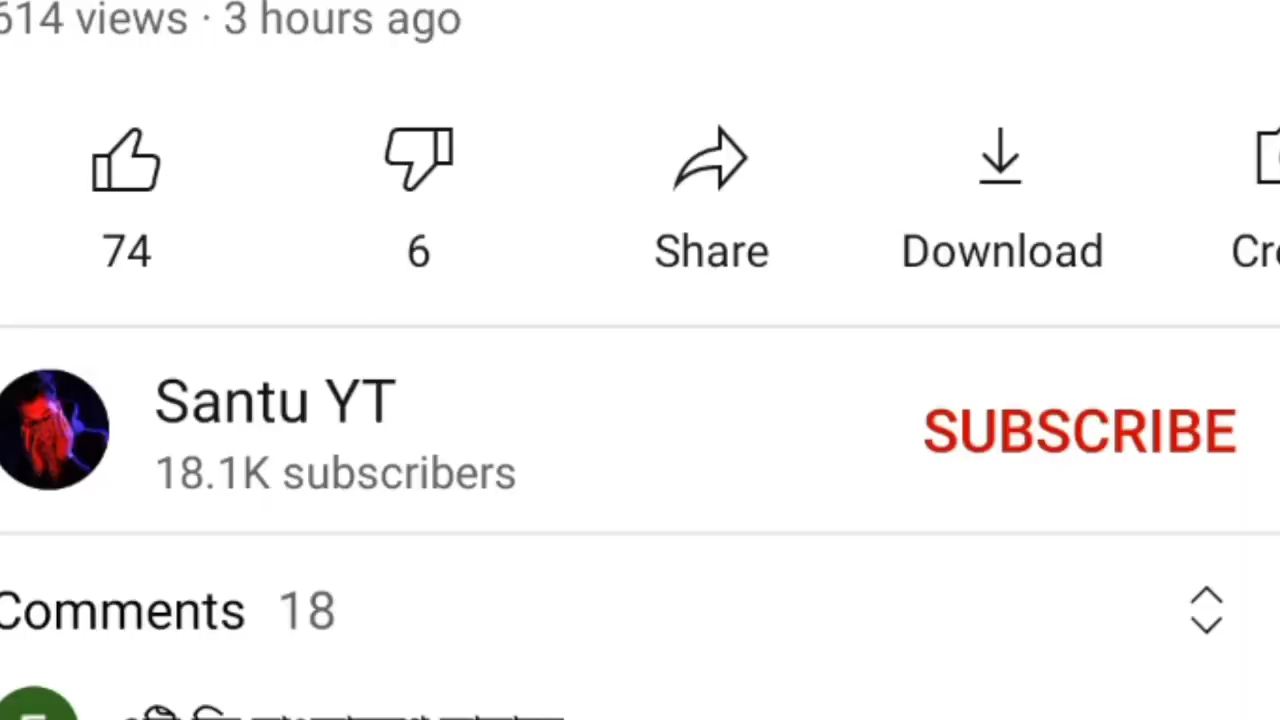 614 views · 3 hours ago
74
6
Share
Download
Santu YT
18.1K subscribers
SUBSCRIBE
Comments 18